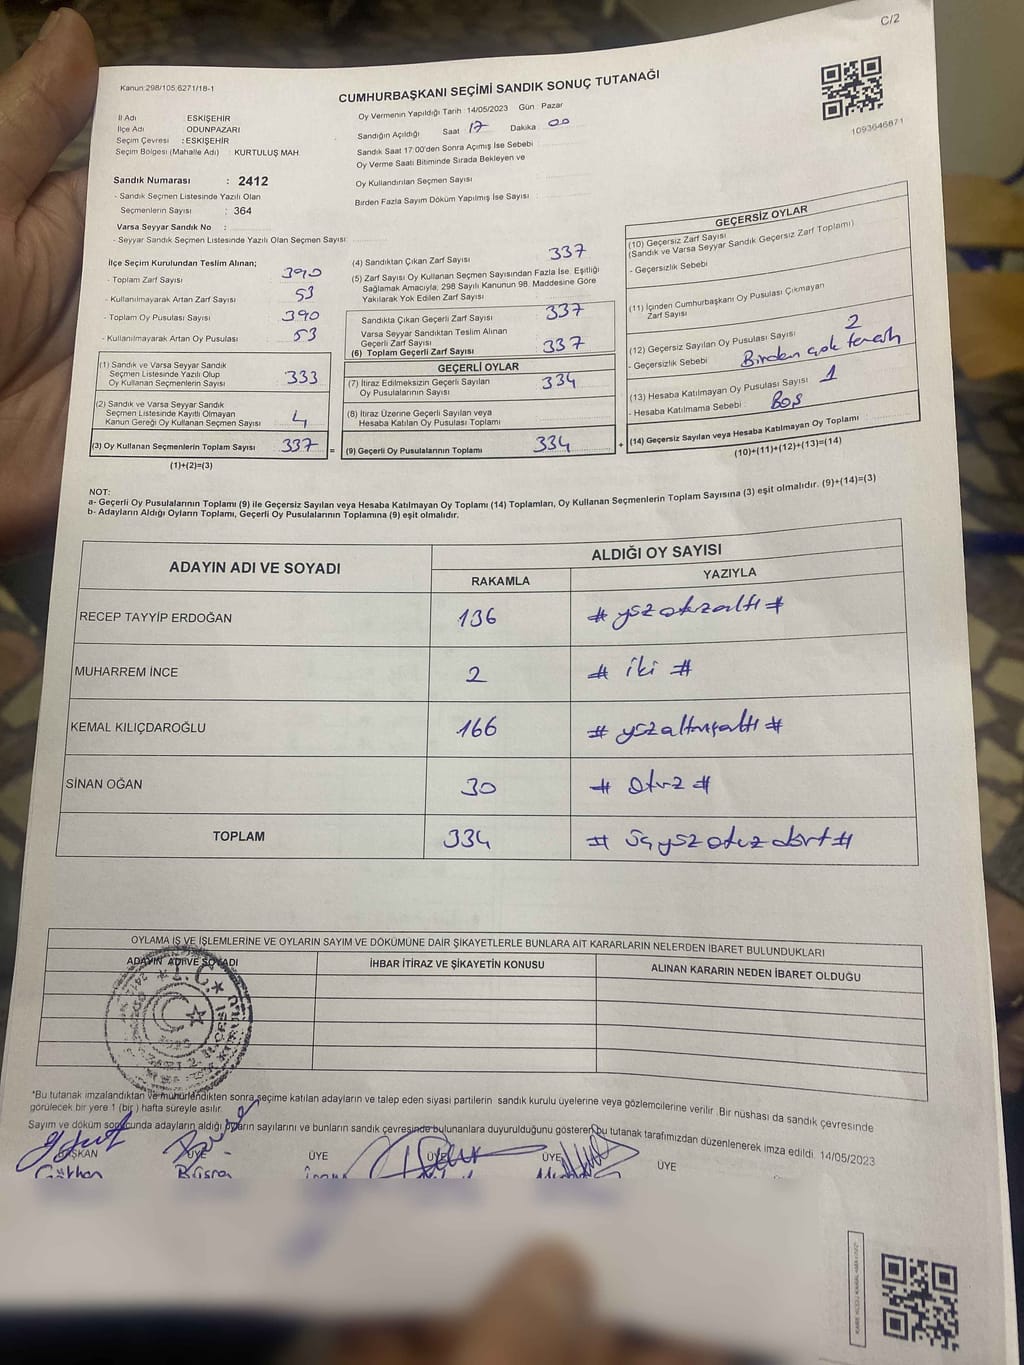 C/2
Kanun:298/105,6271/18-1
CUMHURBAŞKANI SEÇİMİ SANDIK SONUÇ TUTANAĞI
1093646871
İl Adı : ESKİŞEHİR
İlçe Adı ODUNPAZARI
Seçim Çevresi : ESKİŞEHİR
Seçim Bölgesi (Mahalle Adı) : KURTULUŞ MAH.
Sandık Numarası : 2412
- Sandık Seçmen Listesinde Yazılı Olan
Seçmenlerin Sayısı : 364
Varsa Seyyar Sandık No :
- Seyyar Sandık Seçmen Listesinde Yazılı Olan Seçmen Sayısı
Oy Vermenin Yapıldığı Tarih : 14/05/2023 Gün : Pazar
Sandığın Açıldığı Saat 17 Dakika 00
Sandık Saat 17:00'den Sonra Açımış İse Sebebi
Oy Verme Saati Bitiminde Sırada Bekleyen ve
Oy Kullandırılan Seçmen Sayısı
Birden Fazla Sayım Döküm Yapılmış İse Sayısı
İlçe Seçim Kurulundan Teslim Alınan;
- Toplam Zarf Sayısı 390
- Kullanılmayarak Artan Zarf Sayısı 53
- Toplam Oy Pusulası Sayısı 390
- Kullanılmayarak Artan Oy Pusulası 53
(1) Sandık ve Varsa Seyyar Sandık
Seçmen Listesinde Yazılı Olup
Oy Kullanan Seçmenlerin Sayısı 333
(2) Sandık ve Varsa Seyyar Sandık
Seçmen Listesinde Kayıtlı Olmayan
Kanun Gereği Oy Kullanan Seçmen Sayısı 4
(3) Oy Kullanan Seçmenlerin Toplam Sayısı 337 =
(1)+(2)=(3)
(4) Sandıktan Çıkan Zarf Sayısı 337
(5) Zarf Sayısı Oy Kullanan Seçmen Sayısından Fazla İse, Eşitliği
Sağlamak Amacıyla, 298 Sayılı Kanunun 98. Maddesine Göre
Yakılarak Yok Edilen Zarf Sayısı
Sandıkta Çıkan Geçerli Zarf Sayısı 337
Varsa Seyyar Sandıktan Teslim Alınan
Geçerli Zarf Sayısı
(6) Toplam Geçerli Zarf Sayısı 337
GEÇERLİ OYLAR
(7) İtiraz Edilmeksizin Geçerli Sayılan
Oy Pusulalarının Sayısı 334
(8) İtiraz Üzerine Geçerli Sayılan veya
Hesaba Katılan Oy Pusulası Toplamı
(9) Geçerli Oy Pusulalarının Toplamı 334 +
GEÇERSİZ OYLAR
(10) Geçersiz Zarf Sayısı
(Sandık ve Varsa Seyyar Sandık Geçersiz Zarf Toplamı)
- Geçersizlik Sebebi
(11) İçinden Cumhurbaşkanı Oy Pusulası Çıkmayan
Zarf Sayısı
(12) Geçersiz Sayılan Oy Pusulası Sayısı 2
- Geçersizlik Sebebi Birden çok tercih
(13) Hesaba Katılmayan Oy Pusulası Sayısı 1
- Hesaba Katılmama Sebebi : Boş
(14) Geçersiz Sayılan veya Hesaba Katılmayan Oy Toplamı
(10)+(11)+(12)+(13)=(14)
NOT:
a- Geçerli Oy Pusulalarının Toplamı (9) ile Geçersiz Sayılan veya Hesaba Katılmayan Oy Toplamı (14) Toplamları, Oy Kullanan Seçmenlerin Toplam Sayısına (3) eşit olmalıdır. (9)+(14)=(3)
b- Adayların Aldığı Oyların Toplamı, Geçerli Oy Pusulalarının Toplamına (9) eşit olmalıdır.
ADAYIN ADI VE SOYADI ALDIĞI OY SAYISI
RAKAMLA YAZIYLA
RECEP TAYYİP ERDOĞAN 136 # yszotuzaltı #
MUHARREM İNCE 2 # iki #
KEMAL KILIÇDAROĞLU 166 # yszaltmışaltı #
SİNAN OĞAN 30 # Otuz #
TOPLAM 334 # üçyszotuzdört #
OYLAMA İŞ VE İŞLEMLERİNE VE OYLARIN SAYIM VE DÖKÜMÜNE DAİR ŞİKAYETLERLE BUNLARA AİT KARARLARIN NELERDEN İBARET BULUNDUKLARI
ADAYIN ADI VE SOYADI İHBAR İTİRAZ VE ŞİKAYETİN KONUSU ALINAN KARARIN NEDEN İBARET OLDUĞU
T.C.
*Bu tutanak imzalandıktan ve mühürlendikten sonra seçime katılan adayların ve talep eden siyasi partilerin sandık kurulu üyelerine veya gözlemcilerine verilir. Bir nüshası da sandık çevresinde
görülecek bir yere 1 (bir) hafta süreyle asılır.
Sayım ve döküm sonucunda adayların aldığı oyların sayılarını ve bunların sandık çevresinde bulunanlara duyurulduğunu gösteren bu tutanak tarafımızdan düzenlenerek imza edildi. 14/05/2023
BAŞKAN ÜYE ÜYE ÜYE ÜYE ÜYE
Gökhan Büşra